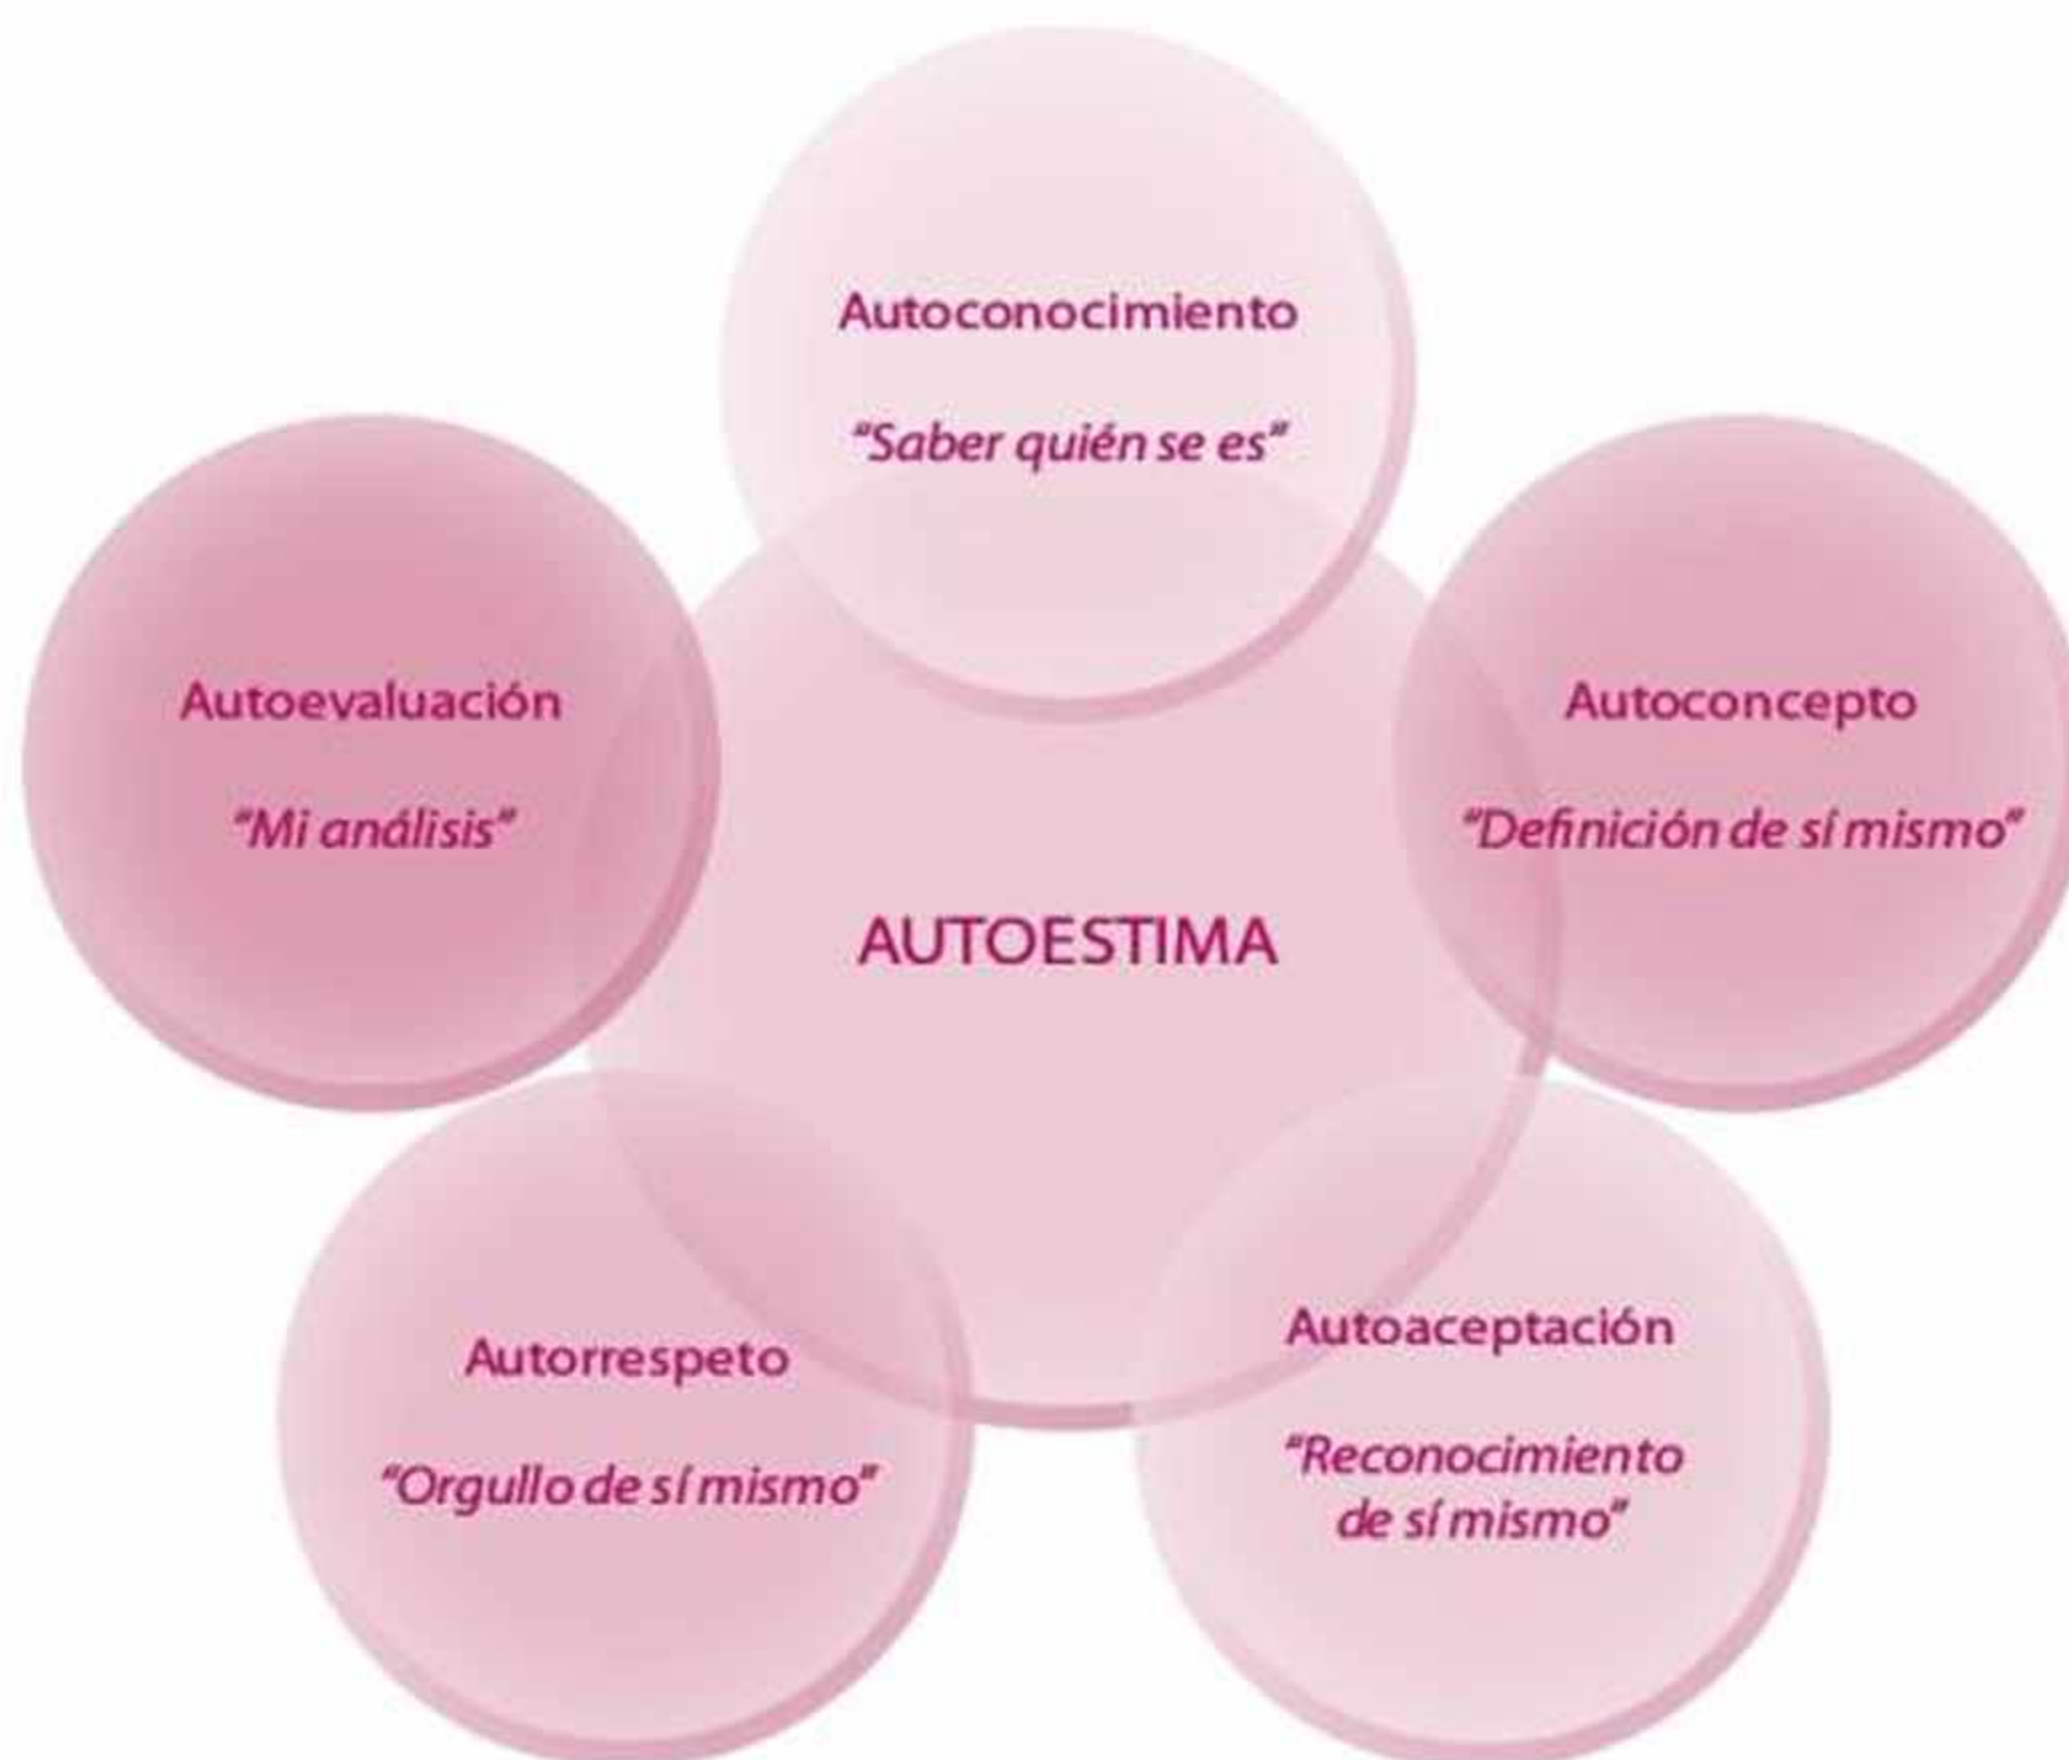 Autoconocimiento
“Saber quién se es”
Autoevaluación
“Mi análisis”
Autoconcepto
“Definición de sí mismo”
AUTOESTIMA
Autorrespeto
“Orgullo de sí mismo”
Autoaceptación
“Reconocimiento
de sí mismo”